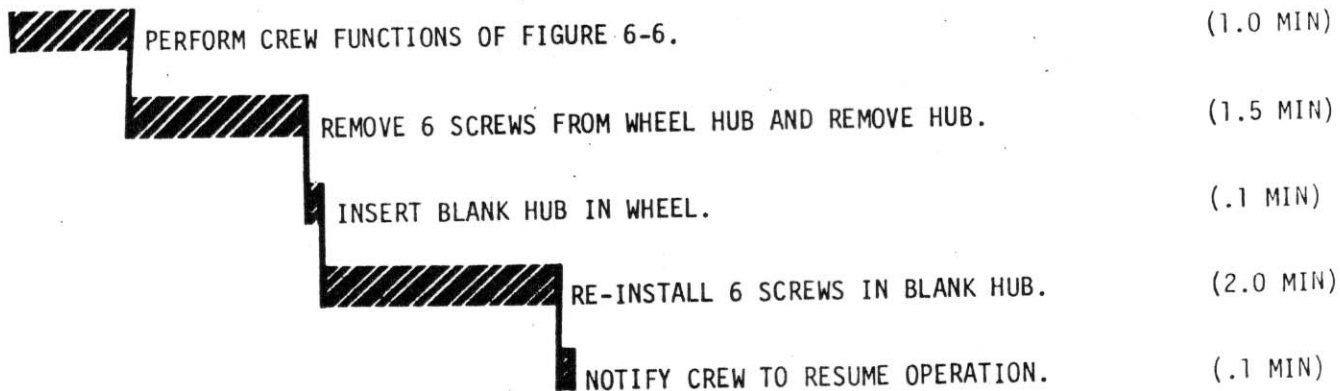 PERFORM CREW FUNCTIONS OF FIGURE 6-6. (1.0 MIN)
REMOVE 6 SCREWS FROM WHEEL HUB AND REMOVE HUB. (1.5 MIN)
INSERT BLANK HUB IN WHEEL. (.1 MIN)
RE-INSTALL 6 SCREWS IN BLANK HUB. (2.0 MIN)
NOTIFY CREW TO RESUME OPERATION. (.1 MIN)